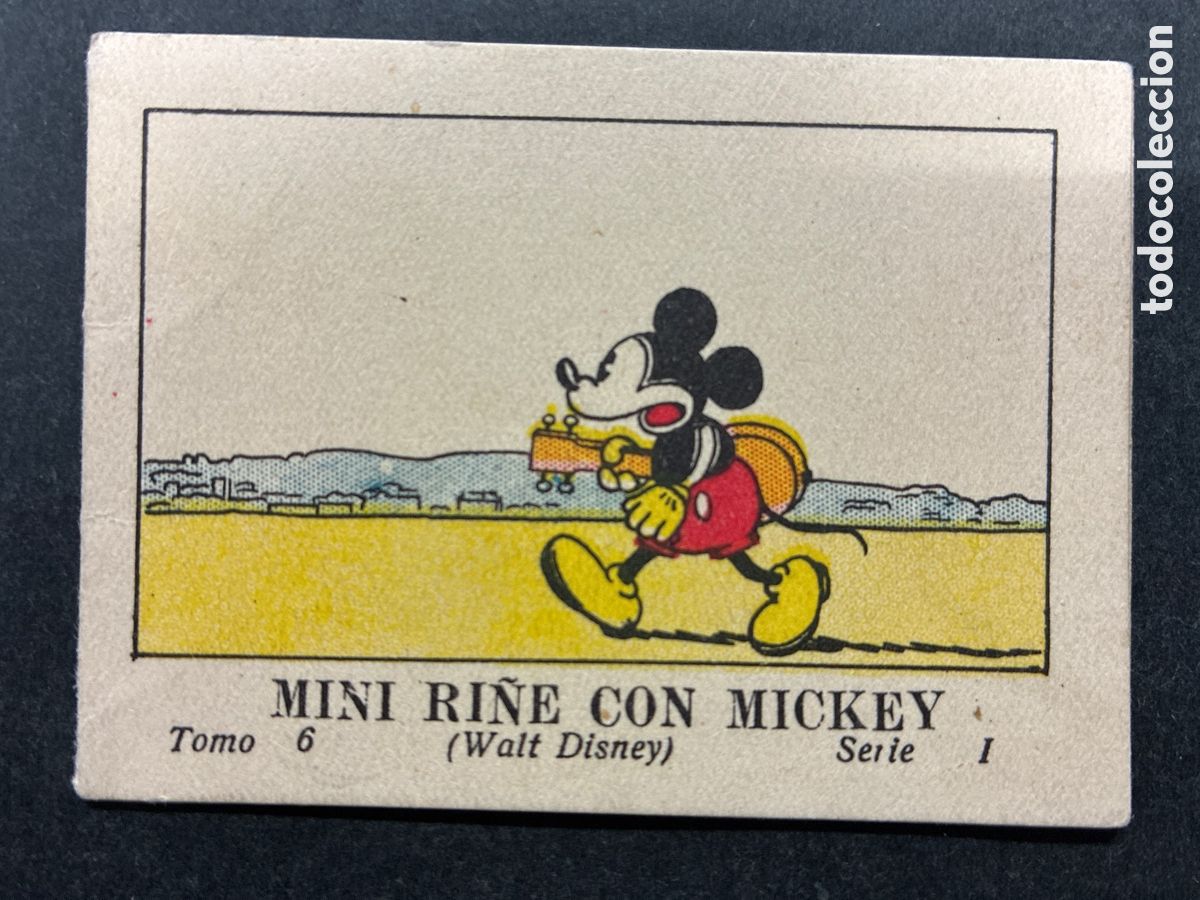 MINI RIÑE CON MICKEY
Tomo 6 (Walt Disney) Serie I
todocoleccion